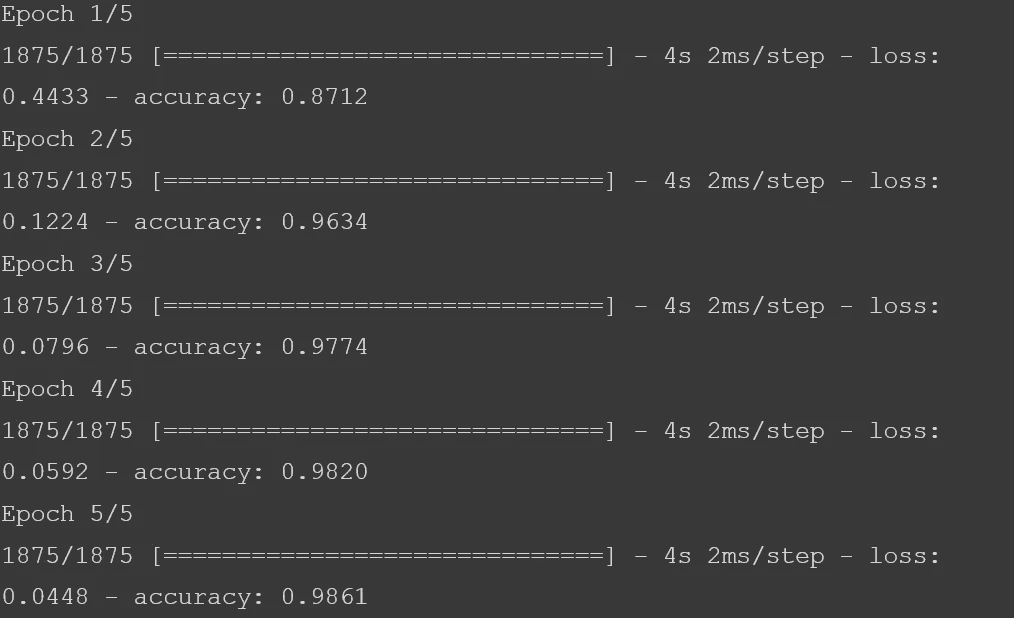 Epoch 1/5
1875/1875 [==============================] - 4s 2ms/step - loss:
0.4433 - accuracy: 0.8712
Epoch 2/5
1875/1875 [==============================] - 4s 2ms/step - loss:
0.1224 - accuracy: 0.9634
Epoch 3/5
1875/1875 [==============================] - 4s 2ms/step - loss:
0.0796 - accuracy: 0.9774
Epoch 4/5
1875/1875 [==============================] - 4s 2ms/step - loss:
0.0592 - accuracy: 0.9820
Epoch 5/5
1875/1875 [==============================] - 4s 2ms/step - loss:
0.0448 - accuracy: 0.9861